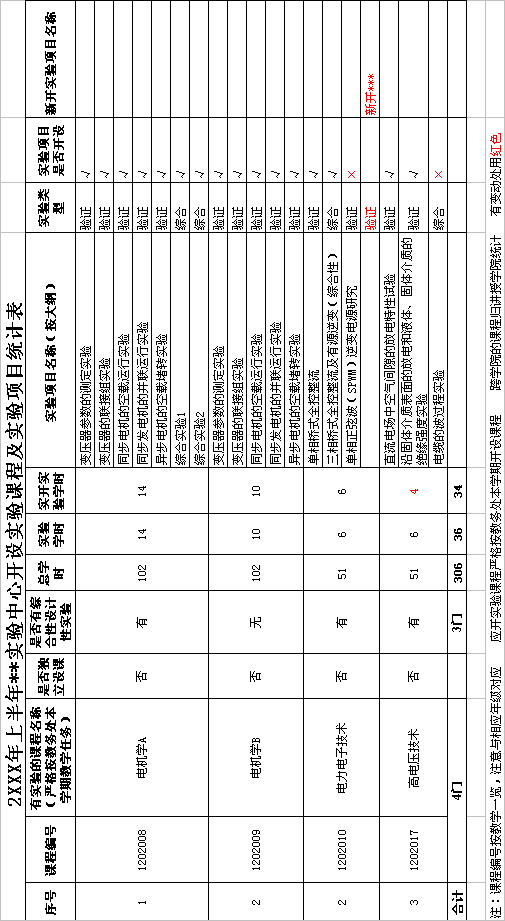 2XXX年上半年**实验中心开设实验课程及实验项目统计表
序号 课程编号 有实验的课程名称（严格按教务处本学期教学任务） 是否独立设课 是否有综合性设计性实验 总学时 实验学时 实开实验学时 实验项目名称（按大纲） 实验类型 实验项目是否开设 新开实验项目名称
1 1202008 电机学A 否 有 102 14 14 变压器参数的测定实验 验证 √
变压器的联接组实验 验证 √
同步电机的空载运行实验 验证 √
同步发电机的并联运行实验 验证 √
异步电机的空载堵转实验 验证 √
综合实验1 综合 √
综合实验2 综合 √
2 1202009 电机学B 否 无 102 10 10 变压器参数的测定实验 验证 √
变压器的联接组实验 验证 √
同步电机的空载运行实验 验证 √
同步发电机的并联运行实验 验证 √
异步电机的空载堵转实验 验证 √
2 1202010 电力电子技术 否 有 51 6 6 单相桥式全控整流 验证 √
三相桥式全控整流及有源逆变（综合性） 综合 √
单相正弦波（SPWM）逆变电源研究 验证 ×
验证 新开***
3 1202017 高电压技术 否 有 51 6 4 直流电场中空气间隙的放电特性试验 验证 √
沿固体介质表面的放电和液体、固体介质的绝缘强度实验 验证 √
电缆的波过程实验 综合 ×
合计 4门 3门 306 36 34
注：课程编号按教学一览，注意与相应年级对应 应开实验课程严格按教务处本学期开设课程 跨学院的课程归讲授学院统计 有变动处用红色